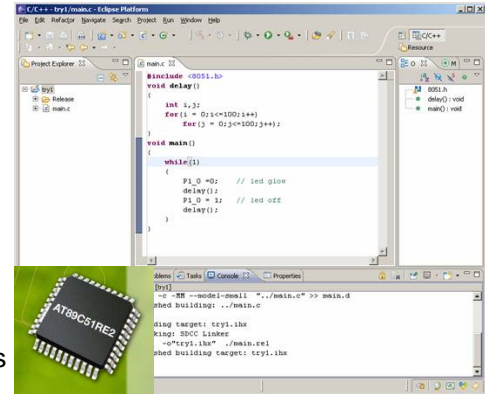 C/C++ - try1/main.c - Eclipse Platform
File Edit Refactor Navigate Search Project Run Window Help
C/C++
Resource
Project Explorer
try1
Release
main.c
main.c
#include <8051.h>
void delay()
{
int i,j;
for(i = 0;i<=100;i++)
for(j = 0;j<=100;j++);
}
void main()
{
while(1)
{
P1_0 =0; // led glow
delay();
P1_0 = 1; // led off
delay();
}
}
O
M
8051.h
delay() : void
main() : void
oblems Tasks Console Properties
[try1]
-c -MM --model-small "../main.c" >> main.d
shed building: ../main.c
ding target: try1.ihx
king: SDCC Linker
-o"try1.ihx" ./main.rel
shed building target: try1.ihx
AT89C51RE2
s